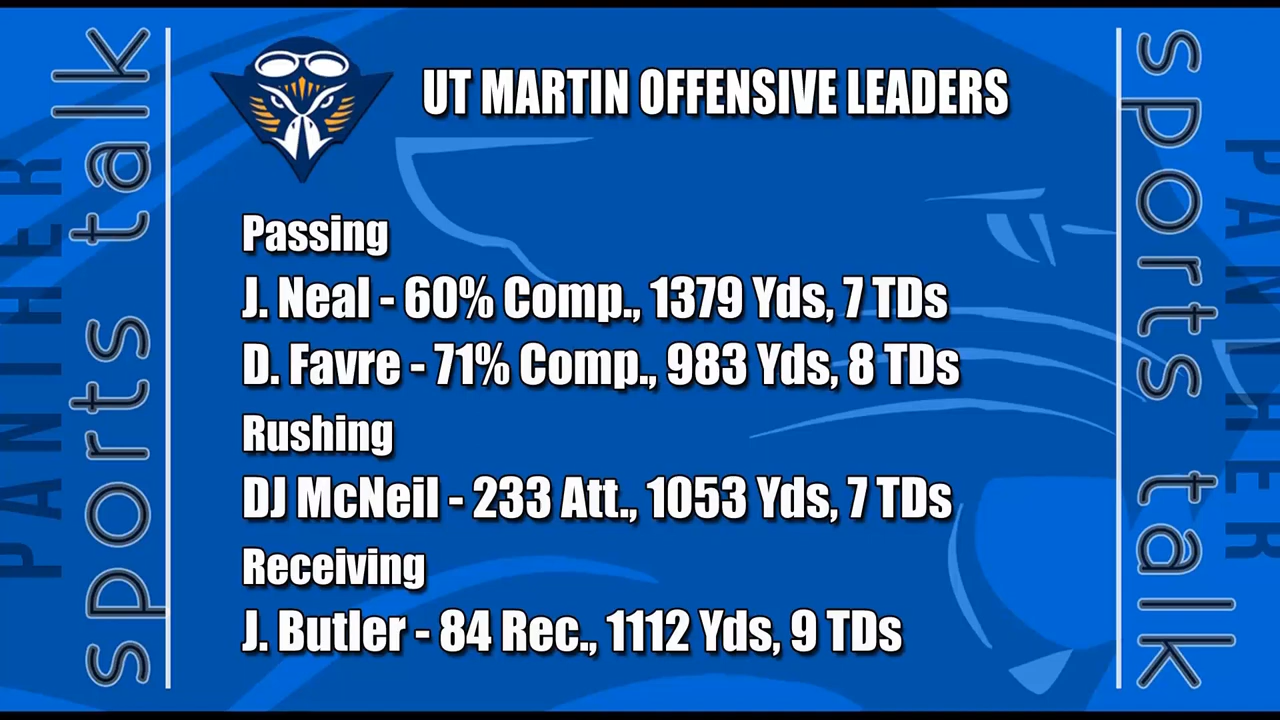 UT MARTIN OFFENSIVE LEADERS
Passing
J. Neal - 60% Comp., 1379 Yds, 7 TDs
D. Favre - 71% Comp., 983 Yds, 8 TDs
Rushing
DJ McNeil - 233 Att., 1053 Yds, 7 TDs
Receiving
J. Butler - 84 Rec., 1112 Yds, 9 TDs
PANTHER
sports talk
sports talk
PANTHER